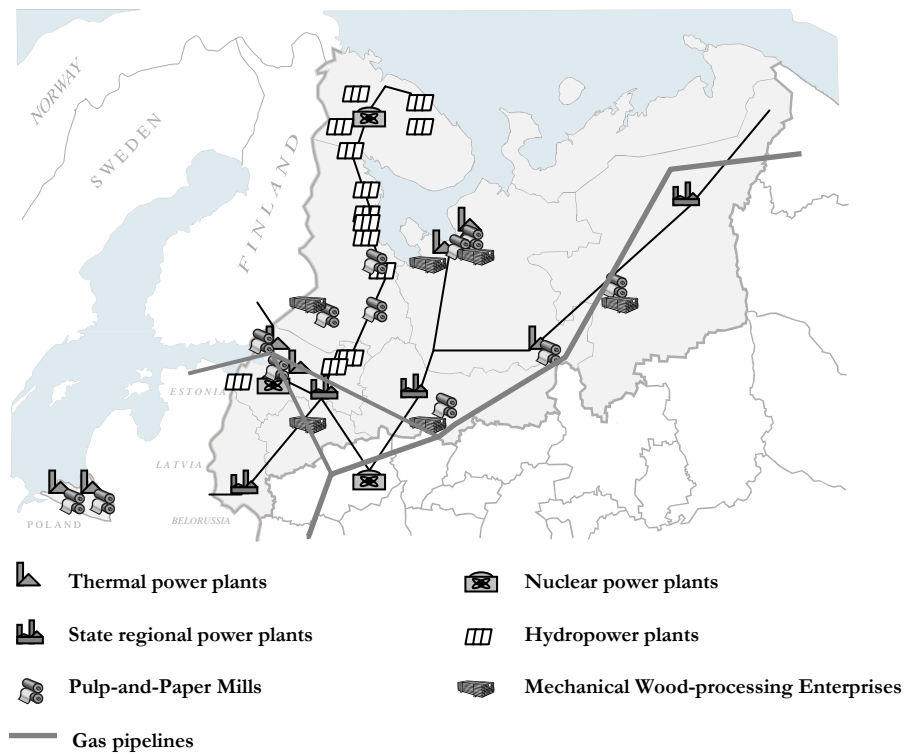 NORWAY
SWEDEN
FINLAND
ESTONIA
LATVIA
POLAND
BELORUSSIA
Thermal power plants
Nuclear power plants
State regional power plants
Hydropower plants
Pulp-and-Paper Mills
Mechanical Wood-processing Enterprises
Gas pipelines